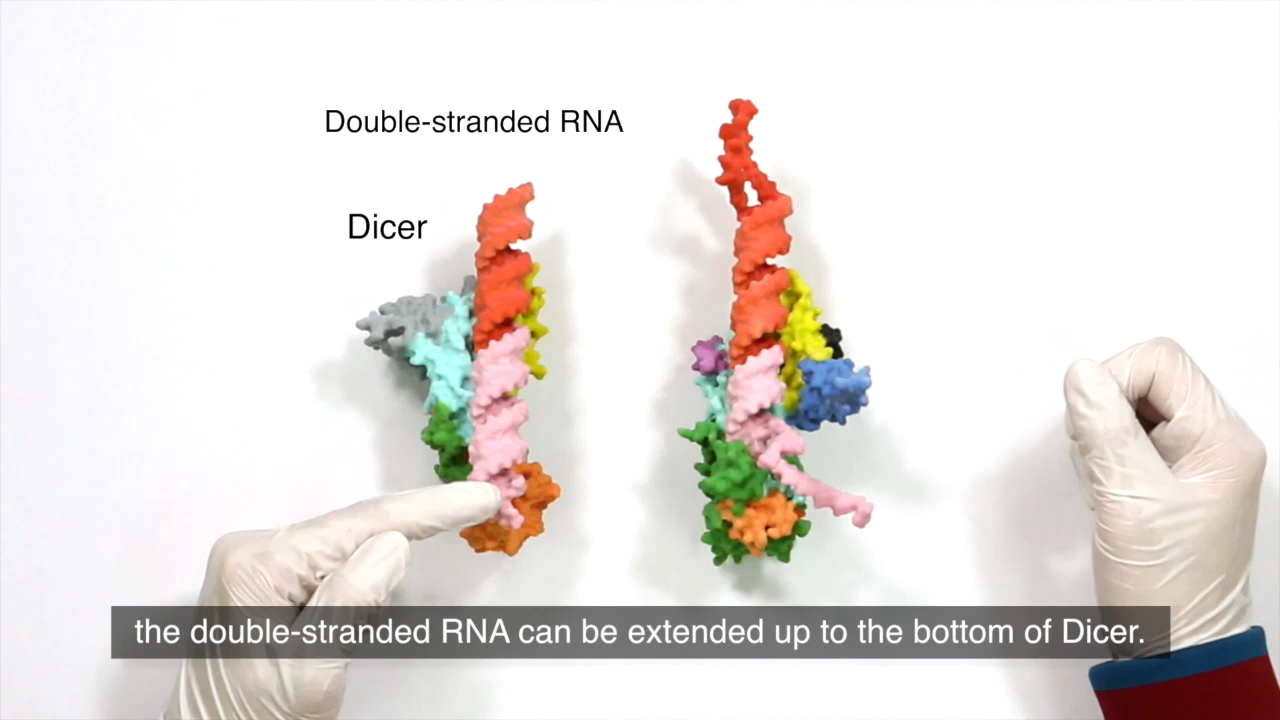 Double-stranded RNA
Dicer
the double-stranded RNA can be extended up to the bottom of Dicer.